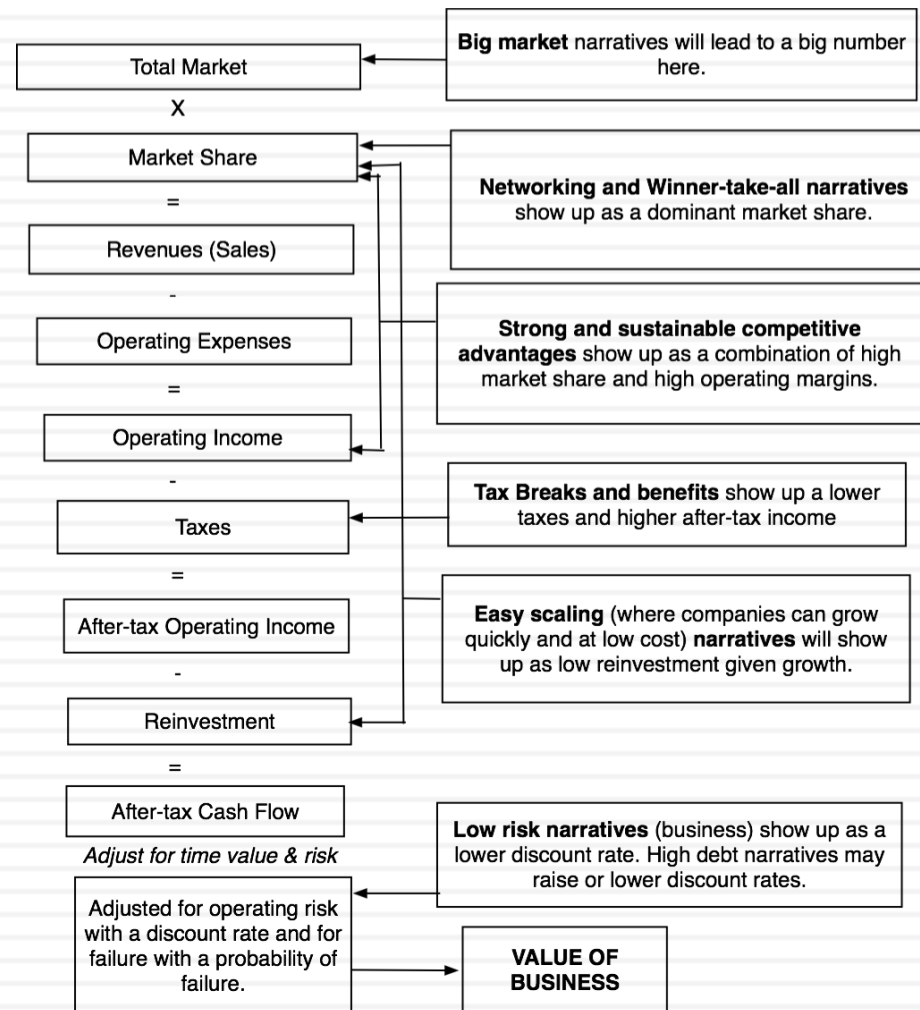 Total Market
Big market narratives will lead to a big number
here.
X
Market Share
Networking and Winner-take-all narratives
show up as a dominant market share.
=
Revenues (Sales)
-
Operating Expenses
Strong and sustainable competitive
advantages show up as a combination of high
market share and high operating margins.
=
Operating Income
-
Taxes
Tax Breaks and benefits show up a lower
taxes and higher after-tax income
=
After-tax Operating Income
Easy scaling (where companies can grow
quickly and at low cost) narratives will show
up as low reinvestment given growth.
-
Reinvestment
=
After-tax Cash Flow
Adjust for time value & risk
Low risk narratives (business) show up as a
lower discount rate. High debt narratives may
raise or lower discount rates.
Adjusted for operating risk
with a discount rate and for
failure with a probability of
failure.
VALUE OF
BUSINESS